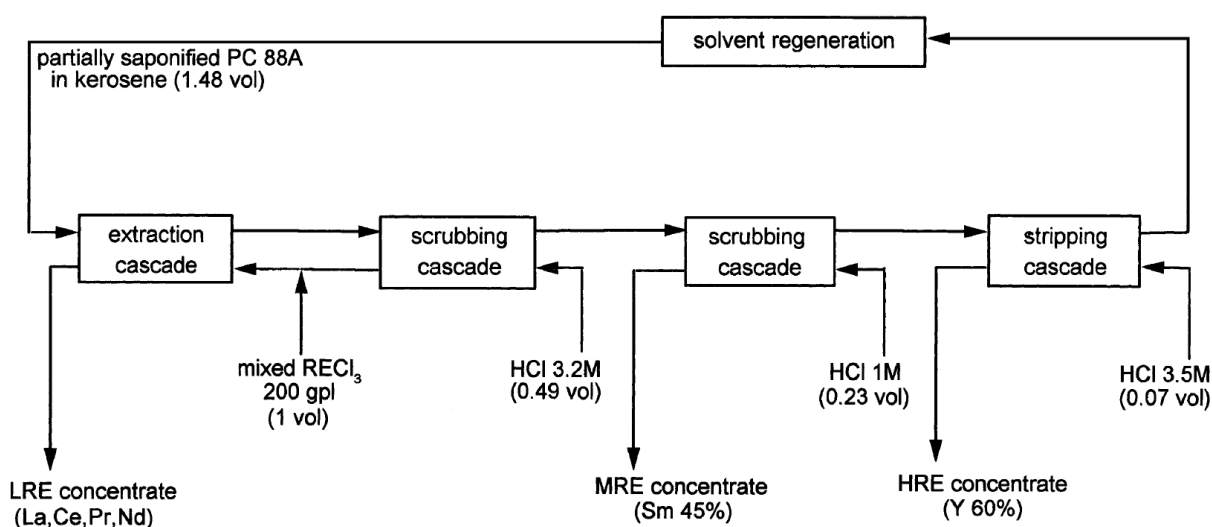 solvent regeneration
partially saponified PC 88A
in kerosene (1.48 vol)
extraction
cascade
scrubbing
cascade
scrubbing
cascade
stripping
cascade
mixed RECl₃
200 gpl
(1 vol)
HCl 3.2M
(0.49 vol)
HCl 1M
(0.23 vol)
HCl 3.5M
(0.07 vol)
LRE concentrate
(La,Ce,Pr,Nd)
MRE concentrate
(Sm 45%)
HRE concentrate
(Y 60%)